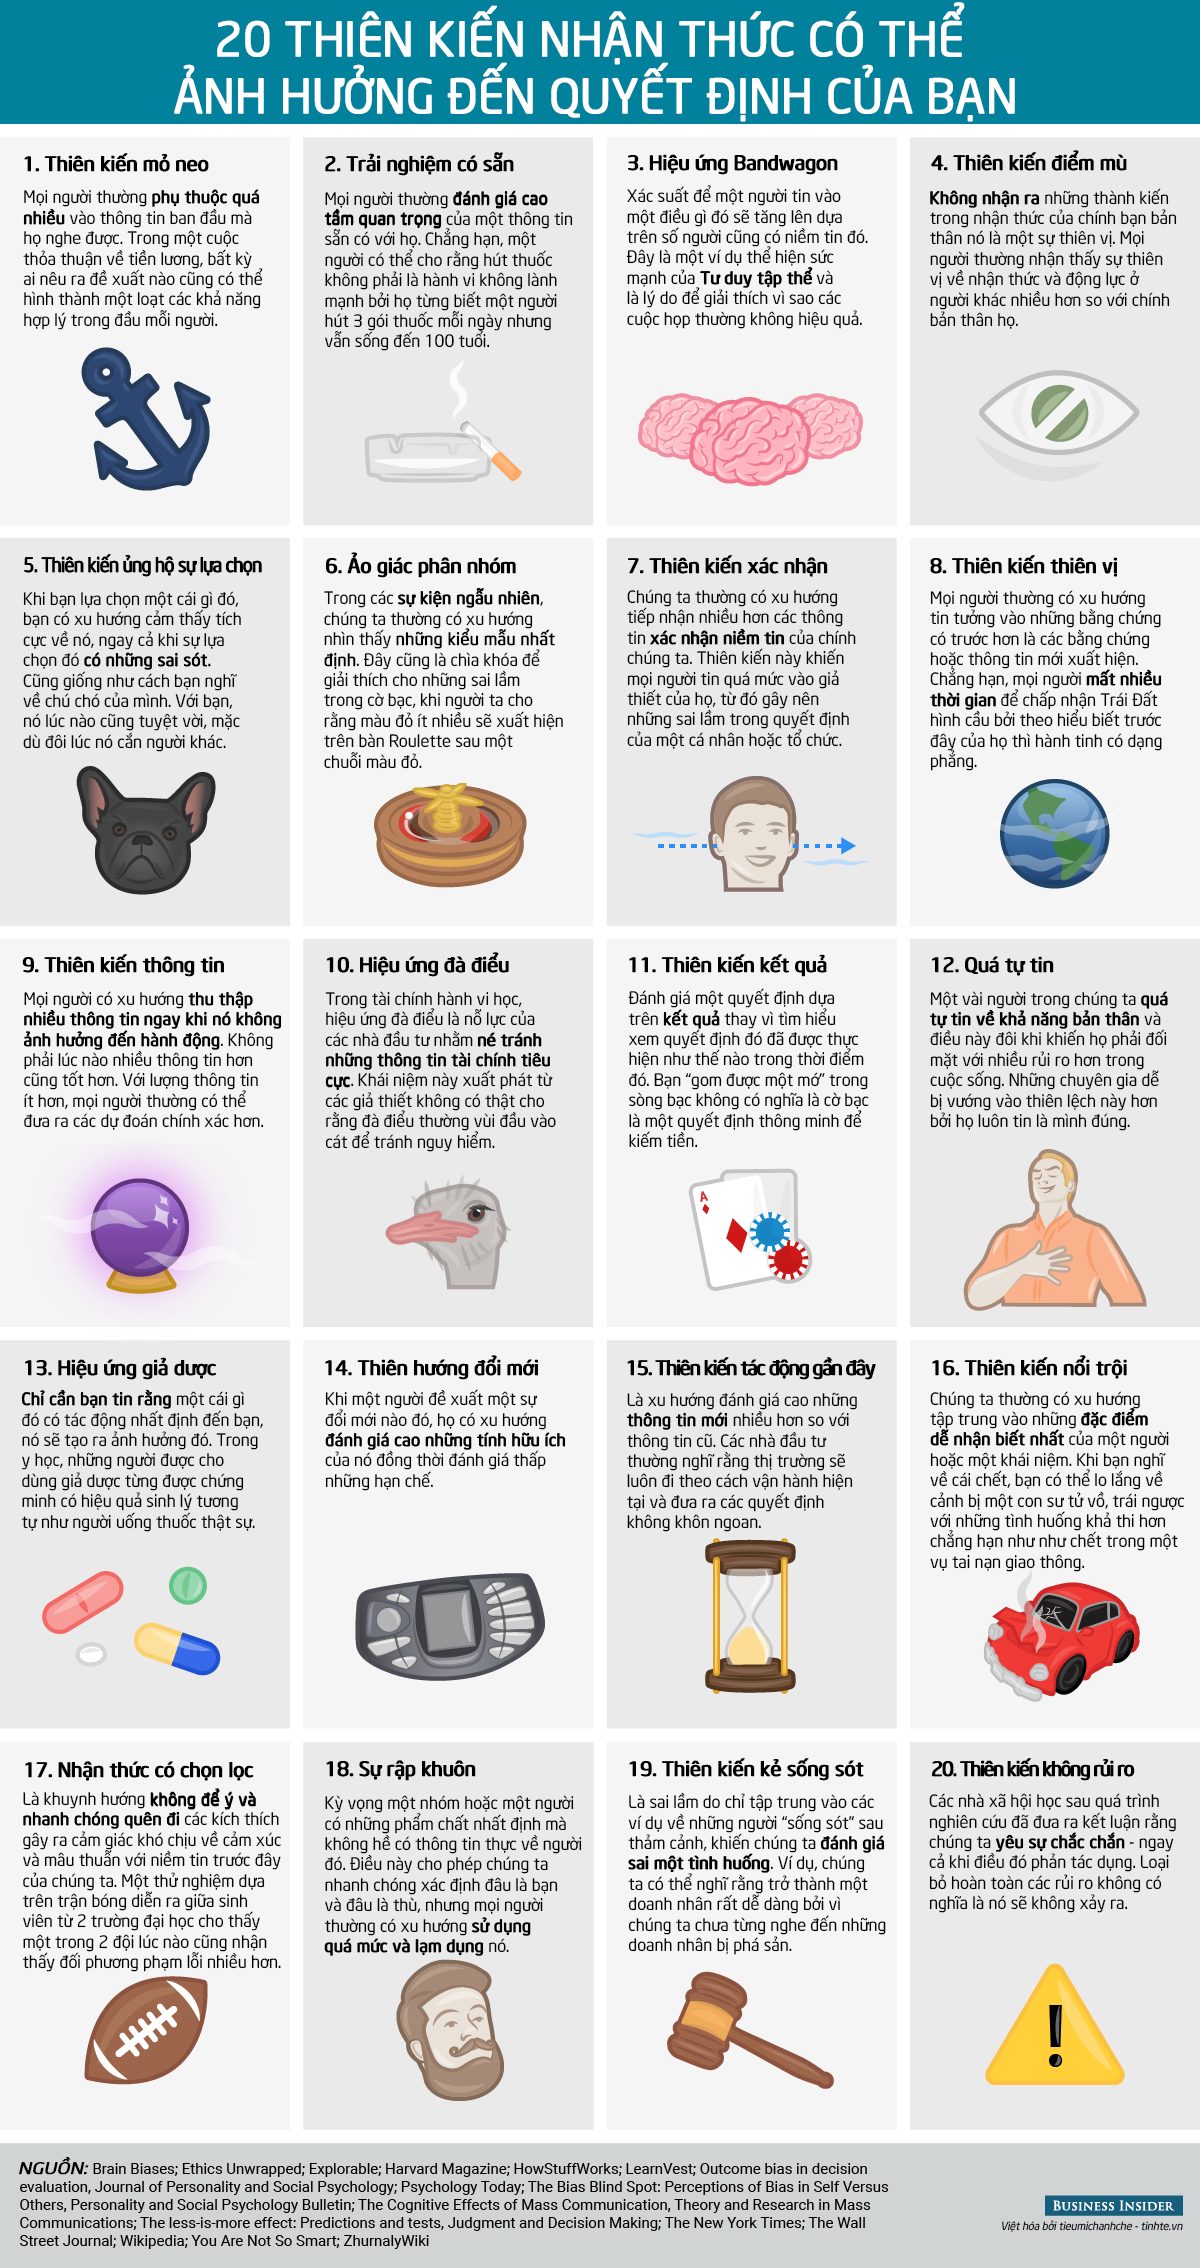 20 THIÊN KIẾN NHẬN THỨC CÓ THỂ
ẢNH HƯỞNG ĐẾN QUYẾT ĐỊNH CỦA BẠN
1. Thiên kiến mỏ neo
Mọi người thường phụ thuộc quá
nhiều vào thông tin ban đầu mà
họ nghe được. Trong một cuộc
thỏa thuận về tiền lương, bất kỳ
ai nêu ra đề xuất nào cũng có thể
hình thành một loạt các khả năng
hợp lý trong đầu mỗi người.
2. Trải nghiệm có sẵn
Mọi người thường đánh giá cao
tầm quan trọng của một thông tin
sẵn có với họ. Chẳng hạn, một
người có thể cho rằng hút thuốc
không phải là hành vi không lành
mạnh bởi họ từng biết một người
hút 3 gói thuốc mỗi ngày nhưng
vẫn sống đến 100 tuổi.
3. Hiệu ứng Bandwagon
Xác suất để một người tin vào
một điều gì đó sẽ tăng lên dựa
trên số người cũng có niềm tin đó.
Đây là một ví dụ thể hiện sức
mạnh của Tư duy tập thể và
là lý do để giải thích vì sao các
cuộc họp thường không hiệu quả.
4. Thiên kiến điểm mù
Không nhận ra những thành kiến
trong nhận thức của chính bạn bản
thân nó là một sự thiên vị. Mọi
người thường nhận thấy sự thiên
vị về nhận thức và động lực ở
người khác nhiều hơn so với chính
bản thân họ.
5. Thiên kiến ủng hộ sự lựa chọn
Khi bạn lựa chọn một cái gì đó,
bạn có xu hướng cảm thấy tích
cực về nó, ngay cả khi sự lựa
chọn đó có những sai sót.
Cũng giống như cách bạn nghĩ
về chú chó của mình. Với bạn,
nó lúc nào cũng tuyệt vời, mặc
dù đôi lúc nó cắn người khác.
6. Ảo giác phân nhóm
Trong các sự kiện ngẫu nhiên,
chúng ta thường có xu hướng
nhìn thấy những kiểu mẫu nhất
định. Đây cũng là chìa khóa để
giải thích cho những sai lầm
trong cờ bạc, khi người ta cho
rằng màu đỏ ít nhiều sẽ xuất hiện
trên bàn Roulette sau một
chuỗi màu đỏ.
7. Thiên kiến xác nhận
Chúng ta thường có xu hướng
tiếp nhận nhiều hơn các thông
tin xác nhận niềm tin của chính
chúng ta. Thiên kiến này khiến
mọi người tin quá mức vào giả
thiết của họ, từ đó gây nên
những sai lầm trong quyết định
của một cá nhân hoặc tổ chức.
8. Thiên kiến thiên vị
Mọi người thường có xu hướng
tin tưởng vào những bằng chứng
có trước hơn là các bằng chứng
hoặc thông tin mới xuất hiện.
Chẳng hạn, mọi người mất nhiều
thời gian để chấp nhận Trái Đất
hình cầu bởi theo hiểu biết trước
đây của họ thì hành tinh có dạng
phẳng.
9. Thiên kiến thông tin
Mọi người có xu hướng thu thập
nhiều thông tin ngay khi nó không
ảnh hưởng đến hành động. Không
phải lúc nào nhiều thông tin hơn
cũng tốt hơn. Với lượng thông tin
ít hơn, mọi người thường có thể
đưa ra các dự đoán chính xác hơn.
10. Hiệu ứng đà điểu
Trong tài chính hành vi học,
hiệu ứng đà điểu là nỗ lực của
các nhà đầu tư nhằm né tránh
những thông tin tài chính tiêu
cực. Khái niệm này xuất phát từ
các giả thiết không có thật cho
rằng đà điểu thường vùi đầu vào
cát để tránh nguy hiểm.
11. Thiên kiến kết quả
Đánh giá một quyết định dựa
trên kết quả thay vì tìm hiểu
xem quyết định đó đã được thực
hiện như thế nào trong thời điểm
đó. Bạn “gom được một mớ” trong
sòng bạc không có nghĩa là cờ bạc
là một quyết định thông minh để
kiếm tiền.
A
12. Quá tự tin
Một vài người trong chúng ta quá
tự tin về khả năng bản thân và
điều này đôi khi khiến họ phải đối
mặt với nhiều rủi ro hơn trong
cuộc sống. Những chuyên gia dễ
bị vướng vào thiên lệch này hơn
bởi họ luôn tin là mình đúng.
13. Hiệu ứng giả dược
Chỉ cần bạn tin rằng một cái gì
đó có tác động nhất định đến bạn,
nó sẽ tạo ra ảnh hưởng đó. Trong
y học, những người được cho
dùng giả dược từng được chứng
minh có hiệu quả sinh lý tương
tự như người uống thuốc thật sự.
14. Thiên hướng đổi mới
Khi một người đề xuất một sự
đổi mới nào đó, họ có xu hướng
đánh giá cao những tính hữu ích
của nó đồng thời đánh giá thấp
những hạn chế.
15. Thiên kiến tác động gần đây
Là xu hướng đánh giá cao những
thông tin mới nhiều hơn so với
thông tin cũ. Các nhà đầu tư
thường nghĩ rằng thị trường sẽ
luôn đi theo cách vận hành hiện
tại và đưa ra các quyết định
không khôn ngoan.
16. Thiên kiến nổi trội
Chúng ta thường có xu hướng
tập trung vào những đặc điểm
dễ nhận biết nhất của một người
hoặc một khái niệm. Khi bạn nghĩ
về cái chết, bạn có thể lo lắng về
cảnh bị một con sư tử vồ, trái ngược
với những tình huống khả thi hơn
chẳng hạn như như chết trong một
vụ tai nạn giao thông.
17. Nhận thức có chọn lọc
Là khuynh hướng không để ý và
nhanh chóng quên đi các kích thích
gây ra cảm giác khó chịu về cảm xúc
và mâu thuẫn với niềm tin trước đây
của chúng ta. Một thử nghiệm dựa
trên trận bóng diễn ra giữa sinh
viên từ 2 trường đại học cho thấy
một trong 2 đội lúc nào cũng nhận
thấy đối phương phạm lỗi nhiều hơn.
18. Sự rập khuôn
Kỳ vọng một nhóm hoặc một người
có những phẩm chất nhất định mà
không hề có thông tin thực về người
đó. Điều này cho phép chúng ta
nhanh chóng xác định đâu là bạn
và đâu là thù, nhưng mọi người
thường có xu hướng sử dụng
quá mức và lạm dụng nó.
19. Thiên kiến kẻ sống sót
Là sai lầm do chỉ tập trung vào các
ví dụ về những người “sống sót” sau
thảm cảnh, khiến chúng ta đánh giá
sai một tình huống. Ví dụ, chúng
ta có thể nghĩ rằng trở thành một
doanh nhân rất dễ dàng bởi vì
chúng ta chưa từng nghe đến những
doanh nhân bị phá sản.
20. Thiên kiến không rủi ro
Các nhà xã hội học sau quá trình
nghiên cứu đã đưa ra kết luận rằng
chúng ta yêu sự chắc chắn - ngay
cả khi điều đó phản tác dụng. Loại
bỏ hoàn toàn các rủi ro không có
nghĩa là nó sẽ không xảy ra.
!
NGUỒN: Brain Biases; Ethics Unwrapped; Explorable; Harvard Magazine; HowStuffWorks; LearnVest; Outcome bias in decision
evaluation, Journal of Personality and Social Psychology; Psychology Today; The Bias Blind Spot: Perceptions of Bias in Self Versus
Others, Personality and Social Psychology Bulletin; The Cognitive Effects of Mass Communication, Theory and Research in Mass
Communications; The less-is-more effect: Predictions and tests, Judgment and Decision Making; The New York Times; The Wall
Street Journal; Wikipedia; You Are Not So Smart; ZhurnalyWiki
BUSINESS INSIDER
Việt hóa bởi tieumichanhche - tinhte.vn